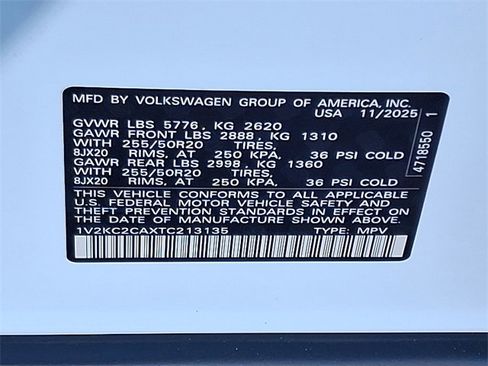 MFD BY VOLKSWAGEN GROUP OF AMERICA, INC.
USA 11/2025
GVWR LBS 5776, KG 2620
GAWR FRONT LBS 2888, KG 1310
WITH 255/50R20 TIRES,
8JX20 RIMS, AT 250 KPA, 36 PSI COLD
GAWR REAR LBS 2998, KG 1360
WITH 255/50R20 TIRES,
8JX20 RIMS, AT 250 KPA, 36 PSI COLD
THIS VEHICLE CONFORMS TO ALL APPLICABLE
U.S. FEDERAL MOTOR VEHICLE SAFETY AND
THEFT PREVENTION STANDARDS IN EFFECT ON
THE DATE OF MANUFACTURE SHOWN ABOVE.
1V2KC2CAXTC213135 TYPE: MPV
4718550 1